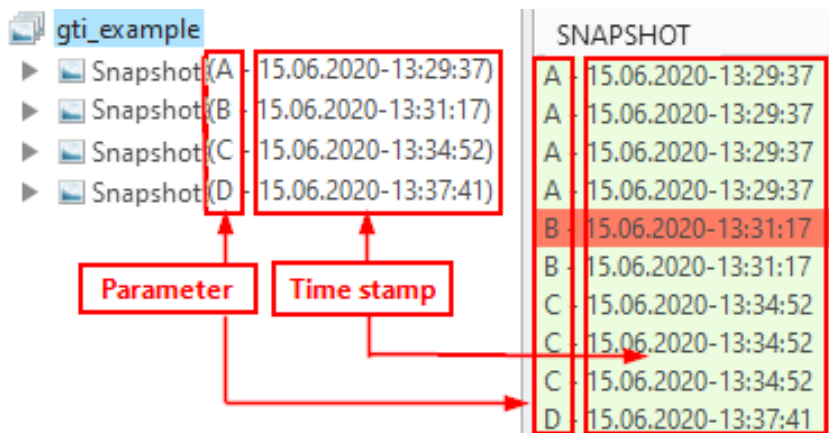 gti_example
Snapshot (A - 15.06.2020-13:29:37)
Snapshot (B - 15.06.2020-13:31:17)
Snapshot (C - 15.06.2020-13:34:52)
Snapshot (D - 15.06.2020-13:37:41)
Parameter
Time stamp
SNAPSHOT
A - 15.06.2020-13:29:37
A - 15.06.2020-13:29:37
A - 15.06.2020-13:29:37
A - 15.06.2020-13:29:37
B - 15.06.2020-13:31:17
B - 15.06.2020-13:31:17
C - 15.06.2020-13:34:52
C - 15.06.2020-13:34:52
C - 15.06.2020-13:34:52
D - 15.06.2020-13:37:41